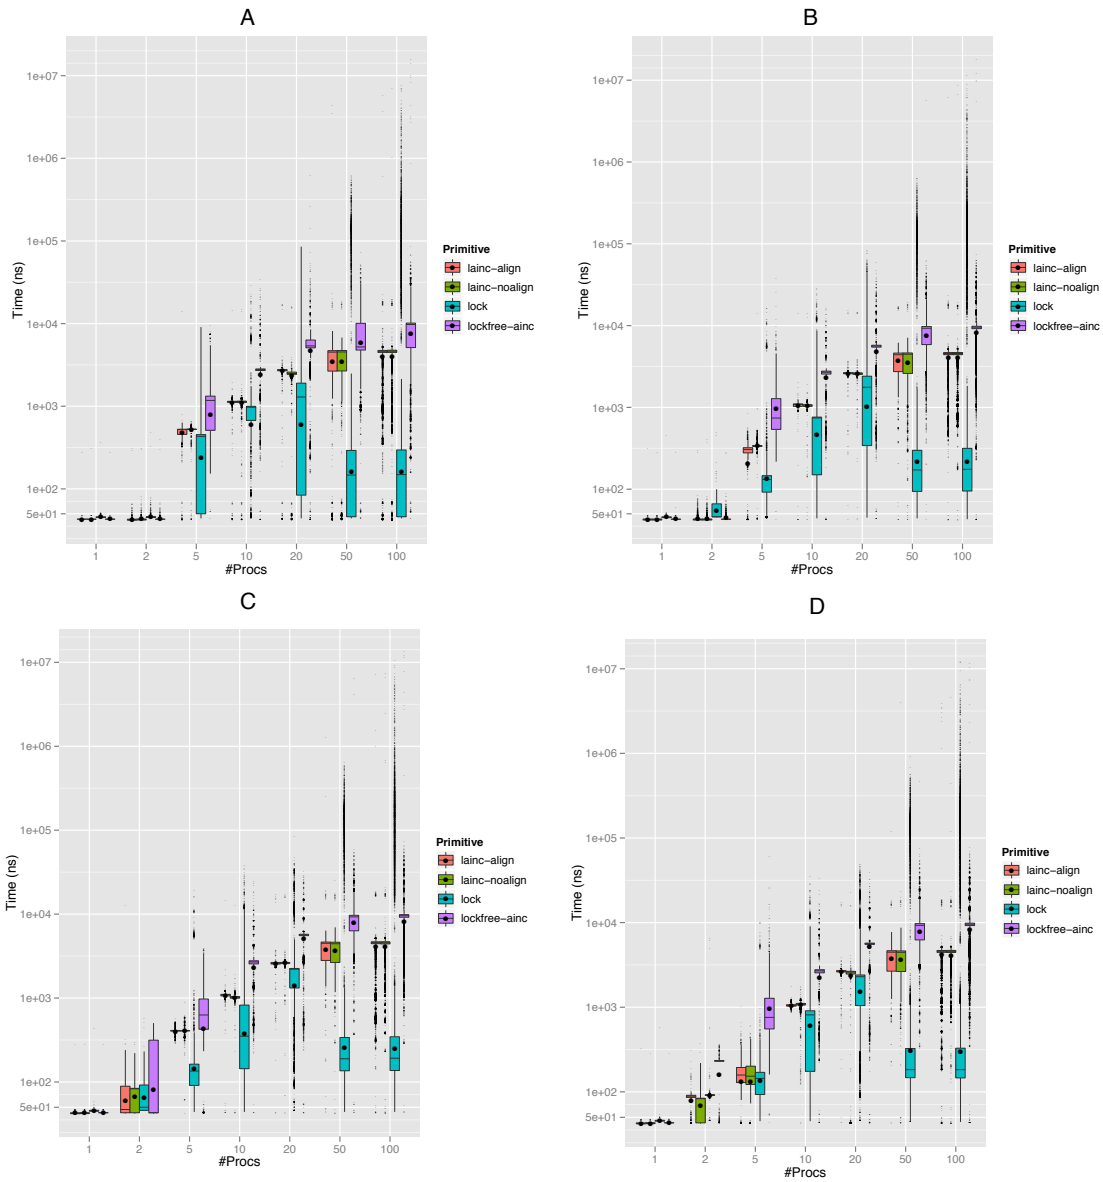 A
1e+07
1e+06
1e+05
1e+04
1e+03
1e+02
5e+01
Time (ns)
1 2 5 10 20 50 100
#Procs
Primitive
lainc-align
lainc-noalign
lock
lockfree-ainc
B
1e+07
1e+06
1e+05
1e+04
1e+03
1e+02
5e+01
Time (ns)
1 2 5 10 20 50 100
#Procs
Primitive
lainc-align
lainc-noalign
lock
lockfree-ainc
C
1e+07
1e+06
1e+05
1e+04
1e+03
1e+02
5e+01
Time (ns)
1 2 5 10 20 50 100
#Procs
Primitive
lainc-align
lainc-noalign
lock
lockfree-ainc
D
1e+07
1e+06
1e+05
1e+04
1e+03
1e+02
5e+01
Time (ns)
1 2 5 10 20 50 100
#Procs
Primitive
lainc-align
lainc-noalign
lock
lockfree-ainc